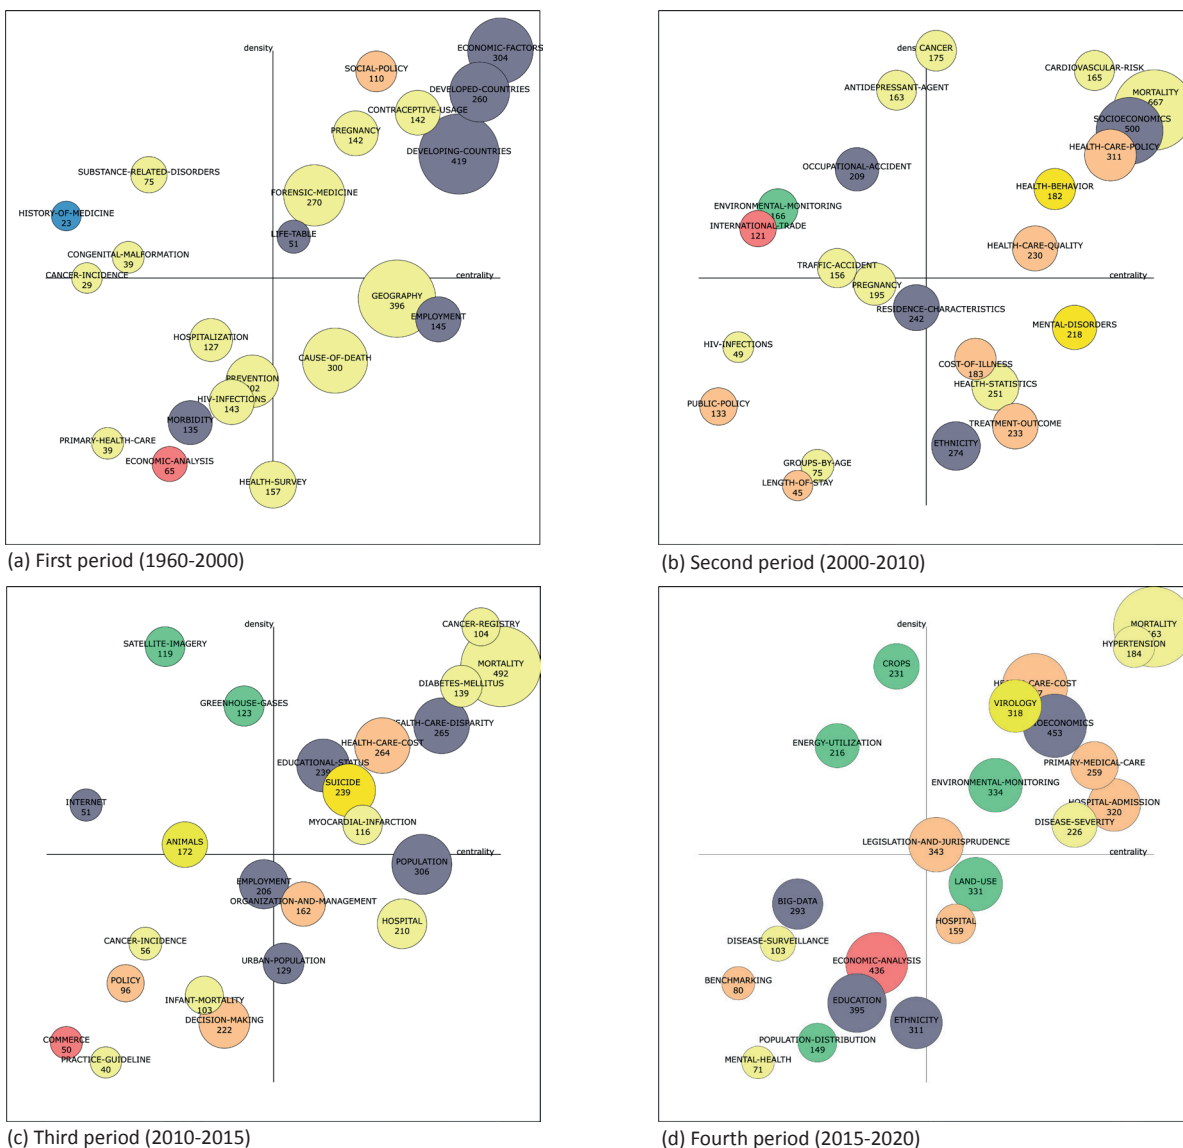 density
ECONOMIC-FACTORS
304
SOCIAL-POLICY
110
DEVELOPED-COUNTRIES
260
CONTRACEPTIVE-USAGE
142
PREGNANCY
142
DEVELOPING-COUNTRIES
419
SUBSTANCE-RELATED-DISORDERS
75
FORENSIC-MEDICINE
270
HISTORY-OF-MEDICINE
23
LIFE-TABLE
51
CONGENITAL-MALFORMATION
39
CANCER-INCIDENCE
29
centrality
GEOGRAPHY
396
EMPLOYMENT
145
HOSPITALIZATION
127
CAUSE-OF-DEATH
300
PREVENTION
HIV-INFECTIONS
143
MORBIDITY
135
PRIMARY-HEALTH-CARE
39
ECONOMIC-ANALYSIS
65
HEALTH-SURVEY
157
(a) First period (1960-2000)
CANCER
175
CARDIOVASCULAR-RISK
165
ANTIDEPRESSANT-AGENT
163
MORTALITY
667
SOCIOECONOMICS
500
HEALTH-CARE-POLICY
311
OCCUPATIONAL-ACCIDENT
209
HEALTH-BEHAVIOR
182
ENVIRONMENTAL-MONITORING
166
INTERNATIONAL-TRADE
121
HEALTH-CARE-QUALITY
230
TRAFFIC-ACCIDENT
156
centrality
PREGNANCY
195
RESIDENCE-CHARACTERISTICS
242
MENTAL-DISORDERS
218
HIV-INFECTIONS
49
COST-OF-ILLNESS
183
HEALTH-STATISTICS
251
PUBLIC-POLICY
133
TREATMENT-OUTCOME
233
ETHNICITY
274
GROUPS-BY-AGE
75
LENGTH-OF-STAY
45
(b) Second period (2000-2010)
density
CANCER-REGISTRY
104
SATELLITE-IMAGERY
119
MORTALITY
492
DIABETES-MELLITUS
139
GREENHOUSE-GASES
123
EALTH-CARE-DISPARITY
265
HEALTH-CARE-COST
264
EDUCATIONAL-STATUS
SUICIDE
239
INTERNET
51
MYOCARDIAL-INFARCTION
116
ANIMALS
172
centrality
POPULATION
306
EMPLOYMENT
206
ORGANIZATION-AND-MANAGEMENT
162
HOSPITAL
210
CANCER-INCIDENCE
56
URBAN-POPULATION
129
POLICY
96
INFANT-MORTALITY
103
DECISION-MAKING
222
COMMERCE
50
PRACTICE-GUIDELINE
40
(c) Third period (2010-2015)
density
MORTALITY
HYPERTENSION
184
CROPS
231
CARE-COST
VIROLOGY
318
IOECONOMICS
453
ENERGY-UTILIZATION
216
PRIMARY-MEDICAL-CARE
259
ENVIRONMENTAL-MONITORING
334
HOSPITAL-ADMISSION
320
DISEASE-SEVERITY
226
LEGISLATION-AND-JURISPRUDENCE
343
centrality
LAND-USE
331
BIG-DATA
293
HOSPITAL
159
DISEASE-SURVEILLANCE
103
ECONOMIC-ANALYSIS
436
BENCHMARKING
80
EDUCATION
395
ETHNICITY
311
POPULATION-DISTRIBUTION
149
MENTAL-HEALTH
71
(d) Fourth period (2015-2020)